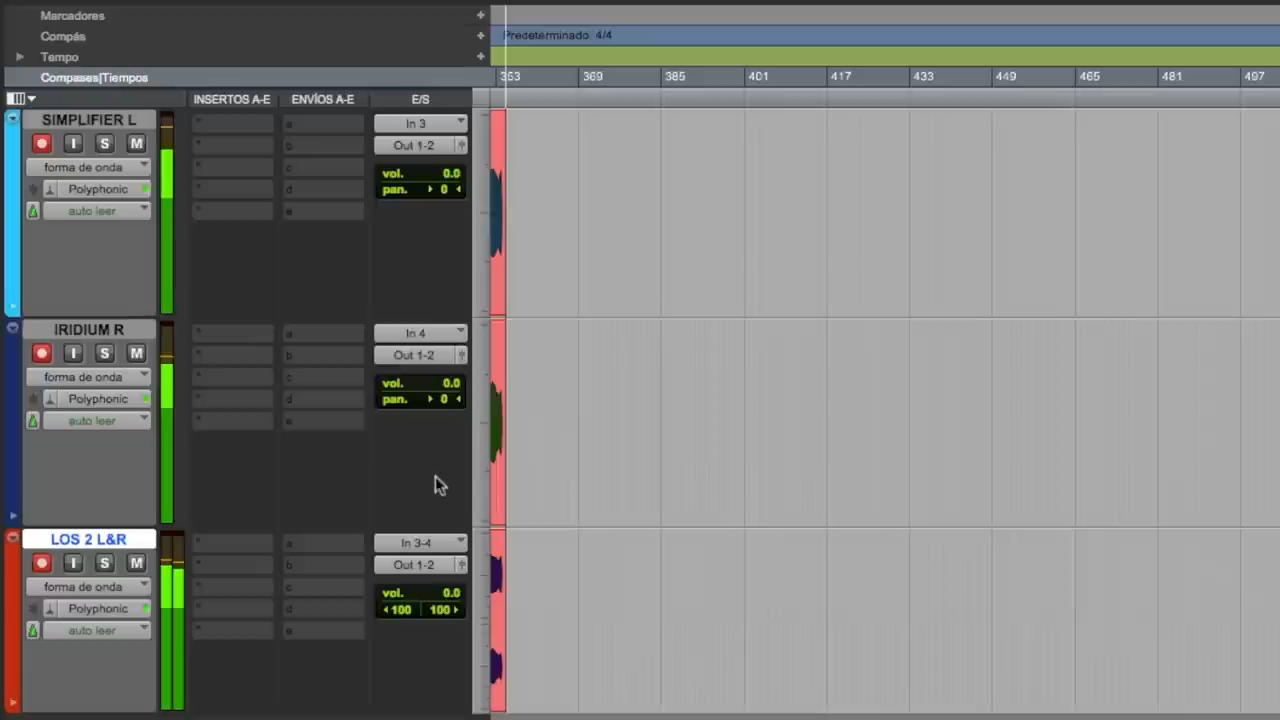 Marcadores
Compás
Predeterminado: 4/4
Tempo
Compases|Tiempos
353 369 385 401 417 433 449 465 481 497
INSERTOS A-E ENVÍOS A-E E/S
SIMPLIFIER L
a In 3
I S M
b Out 1-2
forma de onda
c vol. 0.0
Polyphonic
d pan. 0
auto leer
e
IRIDIUM R
a In 4
I S M
b Out 1-2
forma de onda
c vol. 0.0
Polyphonic
d pan. 0
auto leer
e
LOS 2 L&R
a In 3-4
I S M
b Out 1-2
forma de onda
c vol. 0.0
Polyphonic
d 100 100
auto leer
e